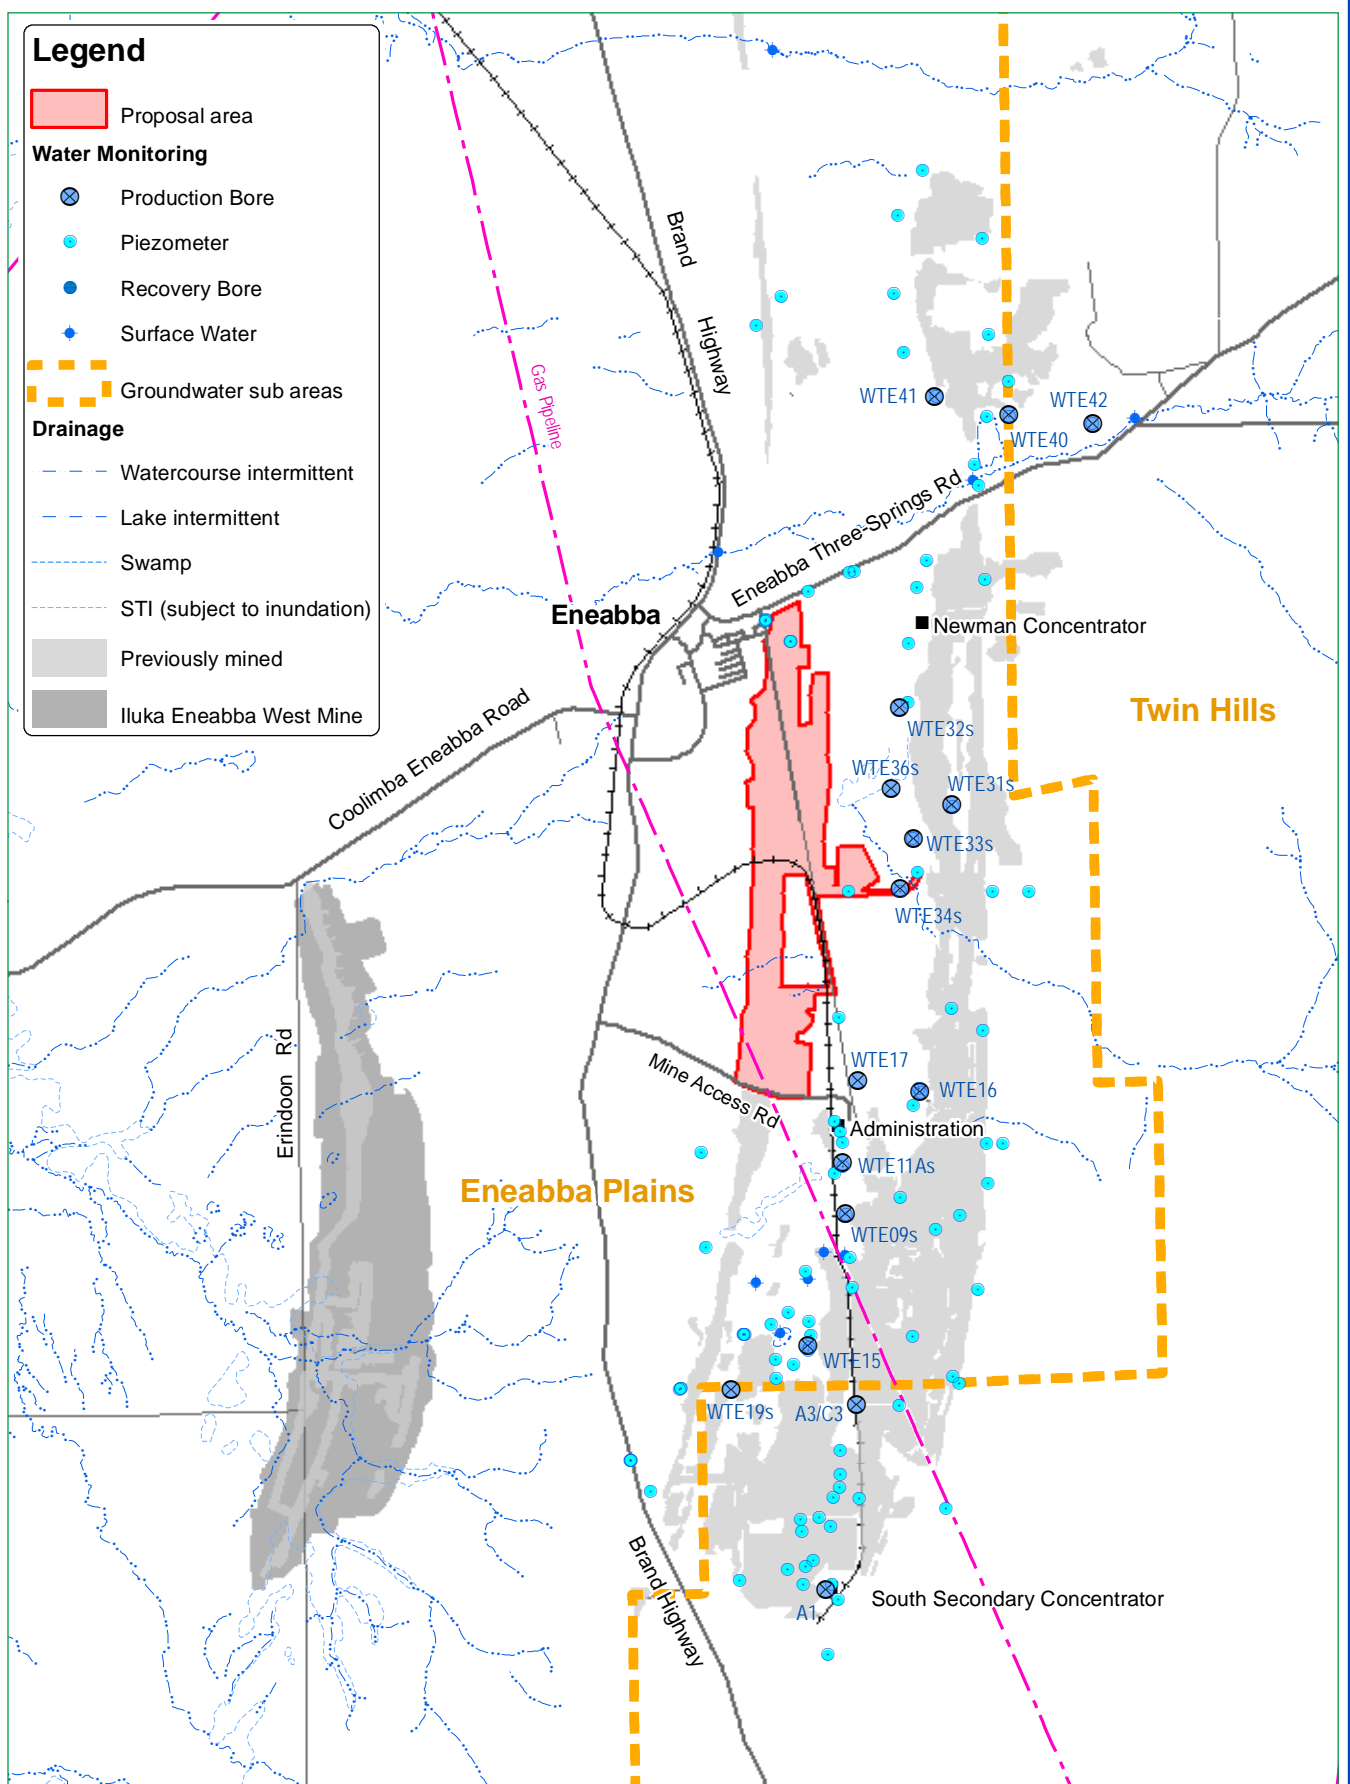 Legend
Proposal area
Water Monitoring
Production Bore
Piezometer
Recovery Bore
Surface Water
Groundwater sub areas
Drainage
Watercourse intermittent
Lake intermittent
Swamp
STI (subject to inundation)
Previously mined
Iluka Eneabba West Mine
Brand
Highway
Gas Pipeline
WTE41
WTE42
WTE40
Eneabba Three-Springs Rd
Eneabba
Newman Concentrator
Coolimba Eneabba Road
Twin Hills
WTE32s
WTE36s
WTE31s
WTE33s
WTE34s
Erindoon Rd
Mine Access Rd
WTE17
WTE16
Administration
WTE11As
Eneabba Plains
WTE09s
WTE15
WTE19s
A3/C3
Brand Highway
A1
South Secondary Concentrator